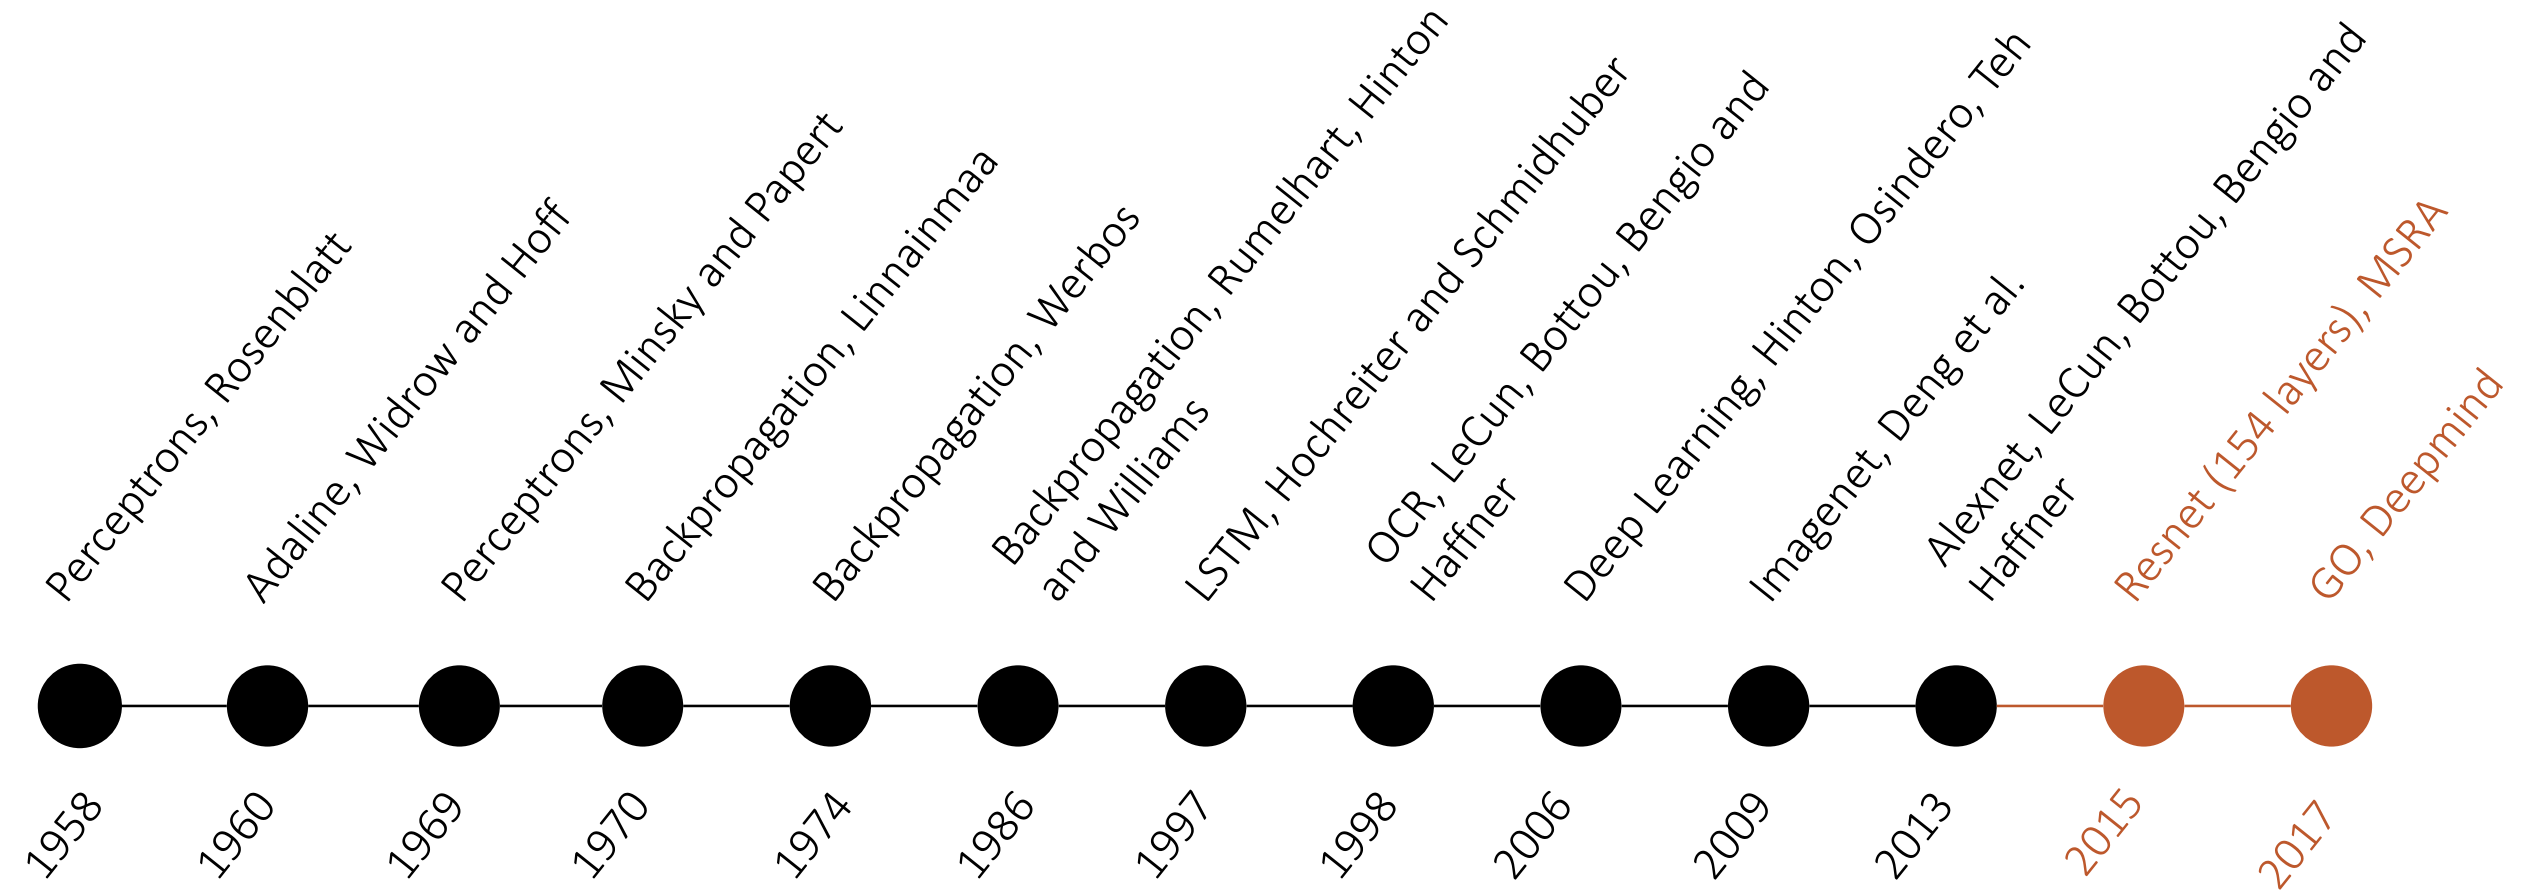 Perceptrons, Rosenblatt
Adaline, Widrow and Hoff
Perceptrons, Minsky and Papert
Backpropagation, Linnainmaa
Backpropagation, Werbos
Backpropagation, Rumelhart, Hinton
and Williams
LSTM, Hochreiter and Schmidhuber
OCR, LeCun, Bottou, Bengio and
Haffner
Deep Learning, Hinton, Osindero, Teh
Imagenet, Deng et al.
Alexnet, LeCun, Bottou, Bengio and
Haffner
Resnet (154 layers), MSRA
GO, Deepmind
1958
1960
1969
1970
1974
1986
1997
1998
2006
2009
2013
2015
2017